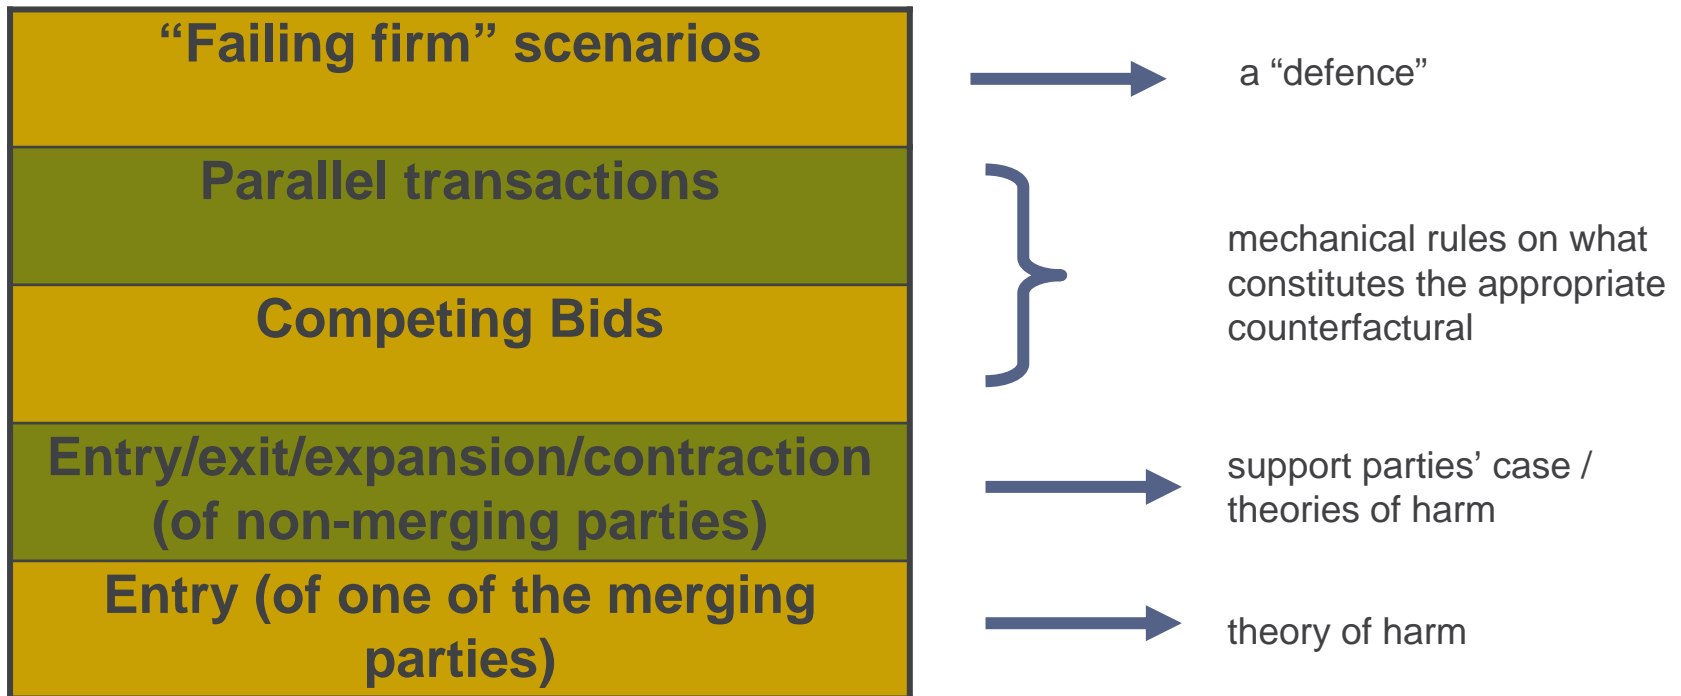 “Failing firm” scenarios
a “defence”
Parallel transactions
Competing Bids
mechanical rules on what
constitutes the appropriate
counterfactural
Entry/exit/expansion/contraction
(of non-merging parties)
support parties’ case /
theories of harm
Entry (of one of the merging
parties)
theory of harm